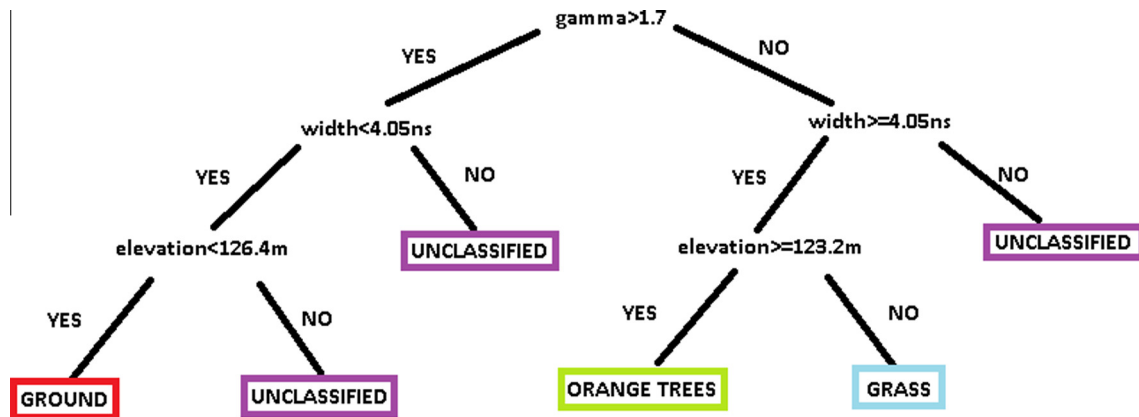 gamma>1.7
YES
NO
width<4.05ns
width>=4.05ns
YES
NO
YES
NO
elevation<126.4m
UNCLASSIFIED
elevation>=123.2m
UNCLASSIFIED
YES
NO
YES
NO
GROUND
UNCLASSIFIED
ORANGE TREES
GRASS